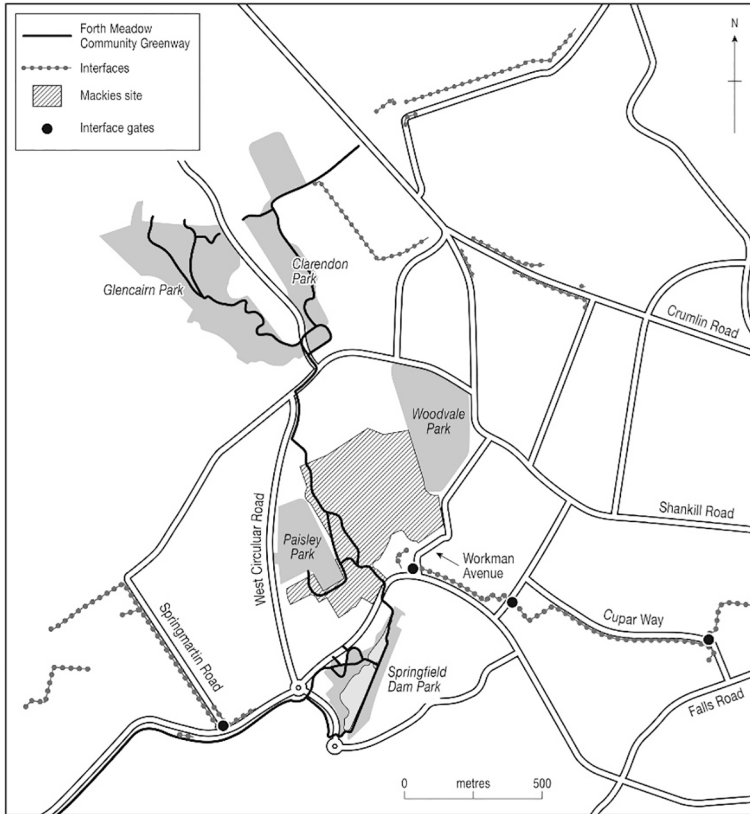 Forth Meadow
Community Greenway
Interfaces
Mackies site
Interface gates
N
Glencairn Park
Clarendon
Park
Crumlin Road
Woodvale
Park
Shankill Road
West Circuluar Road
Paisley
Park
Workman
Avenue
Springmartin Road
Cupar Way
Springfield
Dam Park
Falls Road
0 metres 500